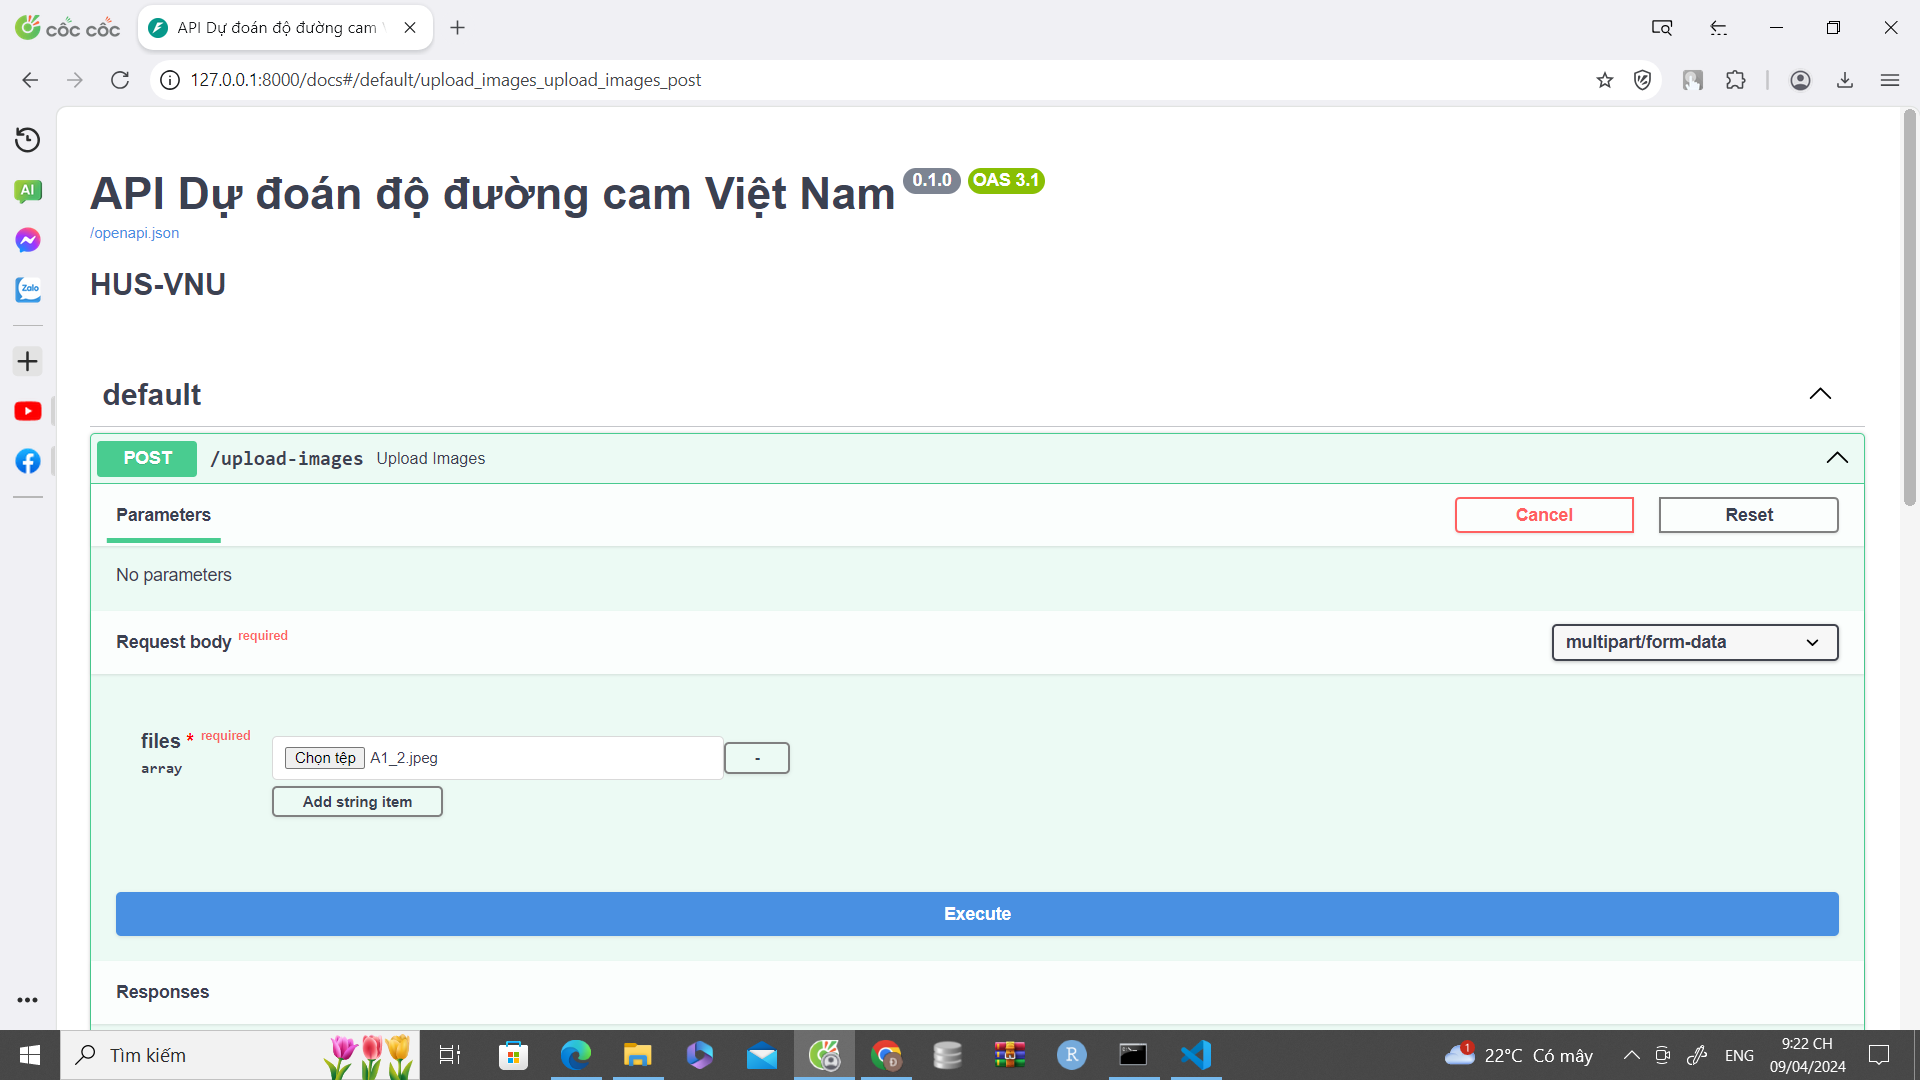 cốc cốc
API Dự đoán độ đường cam V
127.0.0.1:8000/docs#/default/upload_images_upload_images_post
AI
Zalo
API Dự đoán độ đường cam Việt Nam 0.1.0 OAS 3.1
/openapi.json
HUS-VNU
default
POST /upload-images Upload Images
Parameters
Cancel
Reset
No parameters
Request body required
multipart/form-data
files * required
array
Chọn tệp A1_2.jpeg
-
Add string item
Execute
Responses
Tìm kiếm
R
Đ
1
22°C Có mây
ENG
9:22 CH
09/04/2024